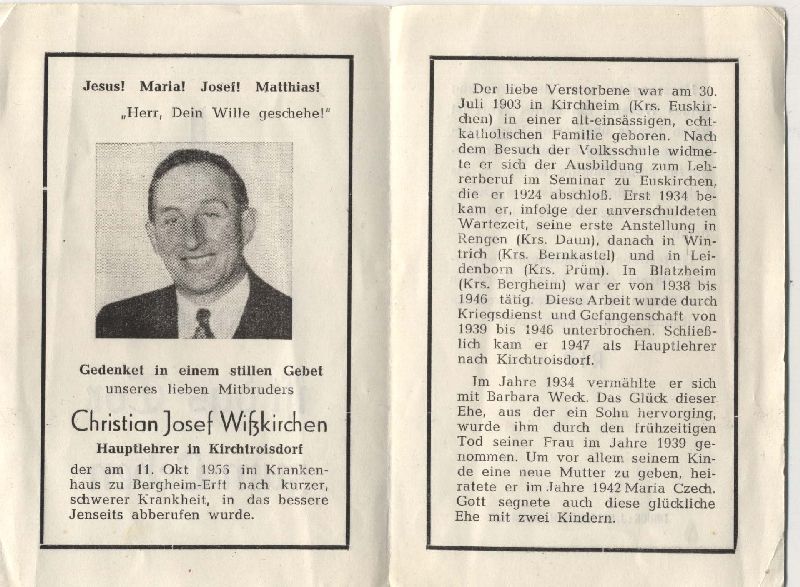 Jesus! Maria! Josef! Matthias!
„Herr, Dein Wille geschehe!"
Gedenket in einem stillen Gebet
unseres lieben Mitbruders
Christian Josef Wißkirchen
Hauptlehrer in Kirchtroisdorf
der am 11. Okt 1956 im Kranken-
haus zu Bergheim-Erft nach kurzer,
schwerer Krankheit, in das bessere
Jenseits abberufen wurde.
Der liebe Verstorbene war am 30.
Juli 1903 in Kirchheim (Krs. Euskir-
chen) in einer alt-einsässigen, echt-
katholischen Familie geboren. Nach
dem Besuch der Volksschule widme-
te er sich der Ausbildung zum Leh-
rerberuf im Seminar zu Euskirchen,
die er 1924 abschloß. Erst 1934 be-
kam er, infolge der unverschuldeten
Wartezeit, seine erste Anstellung in
Rengen (Krs. Daun), danach in Win-
trich (Krs. Bernkastel) und in Lei-
denborn (Krs. Prüm). In Blatzheim
(Krs. Bergheim) war er von 1938 bis
1946 tätig. Diese Arbeit wurde durch
Kriegsdienst und Gefangenschaft von
1939 bis 1946 unterbrochen. Schließ-
lich kam er 1947 als Hauptlehrer
nach Kirchtroisdorf.
Im Jahre 1934 vermählte er sich
mit Barbara Weck. Das Glück dieser
Ehe, aus der ein Sohn hervorging,
wurde ihm durch den frühzeitigen
Tod seiner Frau im Jahre 1939 ge-
nommen. Um vor allem seinem Kin-
de eine neue Mutter zu geben, hei-
ratete er im Jahre 1942 Maria Czech.
Gott segnete auch diese glückliche
Ehe mit zwei Kindern.